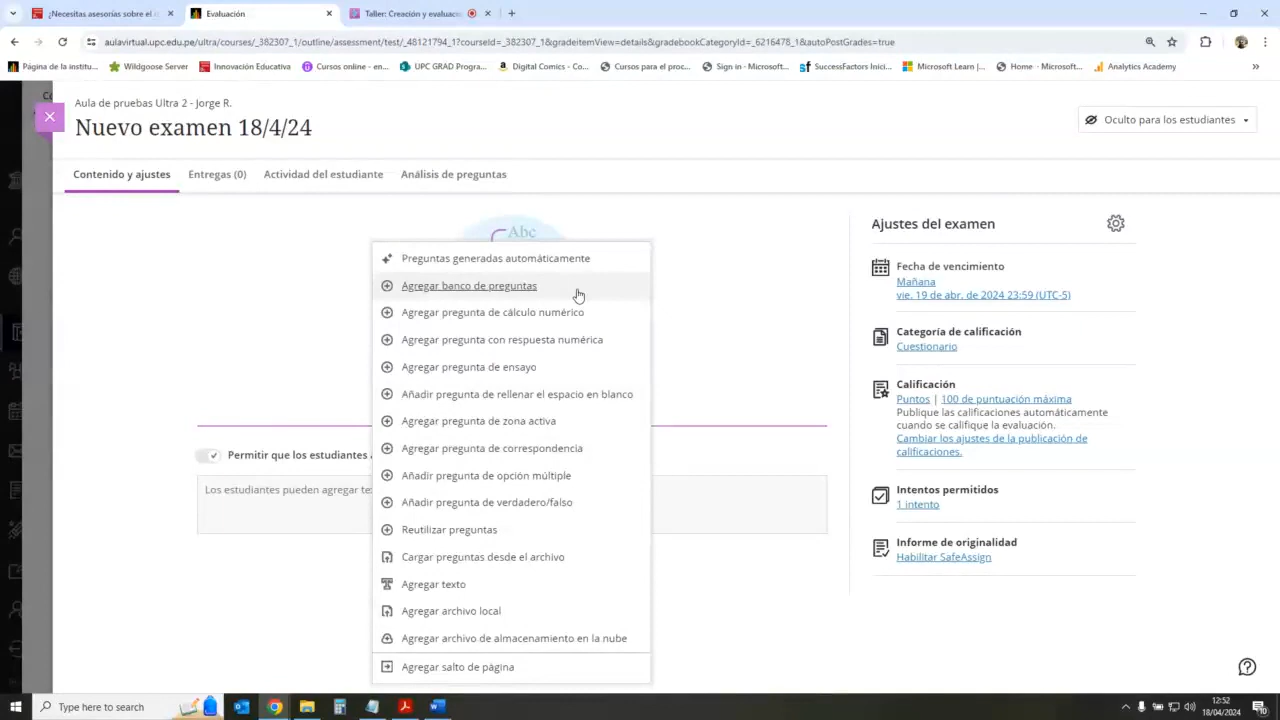 ¿Necesitas asesorías sobre el
Evaluación
Taller: Creación y evaluació
aulavirtual.upc.edu.pe/ultra/courses/_382307_1/outline/assessment/test/_48121794_1?courseId=_382307_1&gradeitemView=details&gradebookCategoryId=_6216478_1&autoPostGrades=true
Página de la institu...
Wildgoose Server
Innovación Educativa
Cursos online - en...
UPC GRAD Progra...
Digital Comics - Co...
Cursos para el proc...
Sign in - Microsoft...
SuccessFactors Inici...
Microsoft Learn |...
Home · Microsoft...
Analytics Academy
Aula de pruebas Ultra 2 - Jorge R.
Nuevo examen 18/4/24
Oculto para los estudiantes
Contenido y ajustes
Entregas (0)
Actividad del estudiante
Análisis de preguntas
Abc
Preguntas generadas automáticamente
Agregar banco de preguntas
Agregar pregunta de cálculo numérico
Agregar pregunta con respuesta numérica
Agregar pregunta de ensayo
Añadir pregunta de rellenar el espacio en blanco
Agregar pregunta de zona activa
Agregar pregunta de correspondencia
Añadir pregunta de opción múltiple
Añadir pregunta de verdadero/falso
Reutilizar preguntas
Cargar preguntas desde el archivo
Agregar texto
Agregar archivo local
Agregar archivo de almacenamiento en la nube
Agregar salto de página
Permitir que los estudiantes
Los estudiantes pueden agregar
Ajustes del examen
Fecha de vencimiento
Mañana
vie. 19 de abr. de 2024 23:59 (UTC-5)
Categoría de calificación
Cuestionario
Calificación
Puntos | 100 de puntuación máxima
Publique las calificaciones automáticamente
cuando se califique la evaluación.
Cambiar los ajustes de la publicación de
calificaciones.
Intentos permitidos
1 intento
Informe de originalidad
Habilitar SafeAssign
Type here to search
12:52
18/04/2024